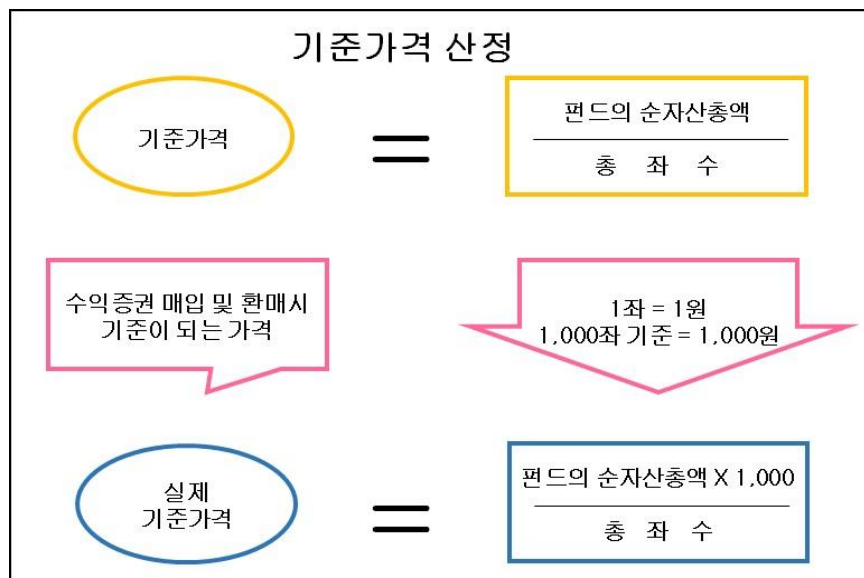 기준가격 산정
기준가격
=
펀드의 순자산총액
총 좌 수
수익증권 매입 및 환매시
기준이 되는 가격
1좌 = 1원
1,000좌 기준 = 1,000원
실제
기준가격
=
펀드의 순자산총액 X 1,000
총 좌 수